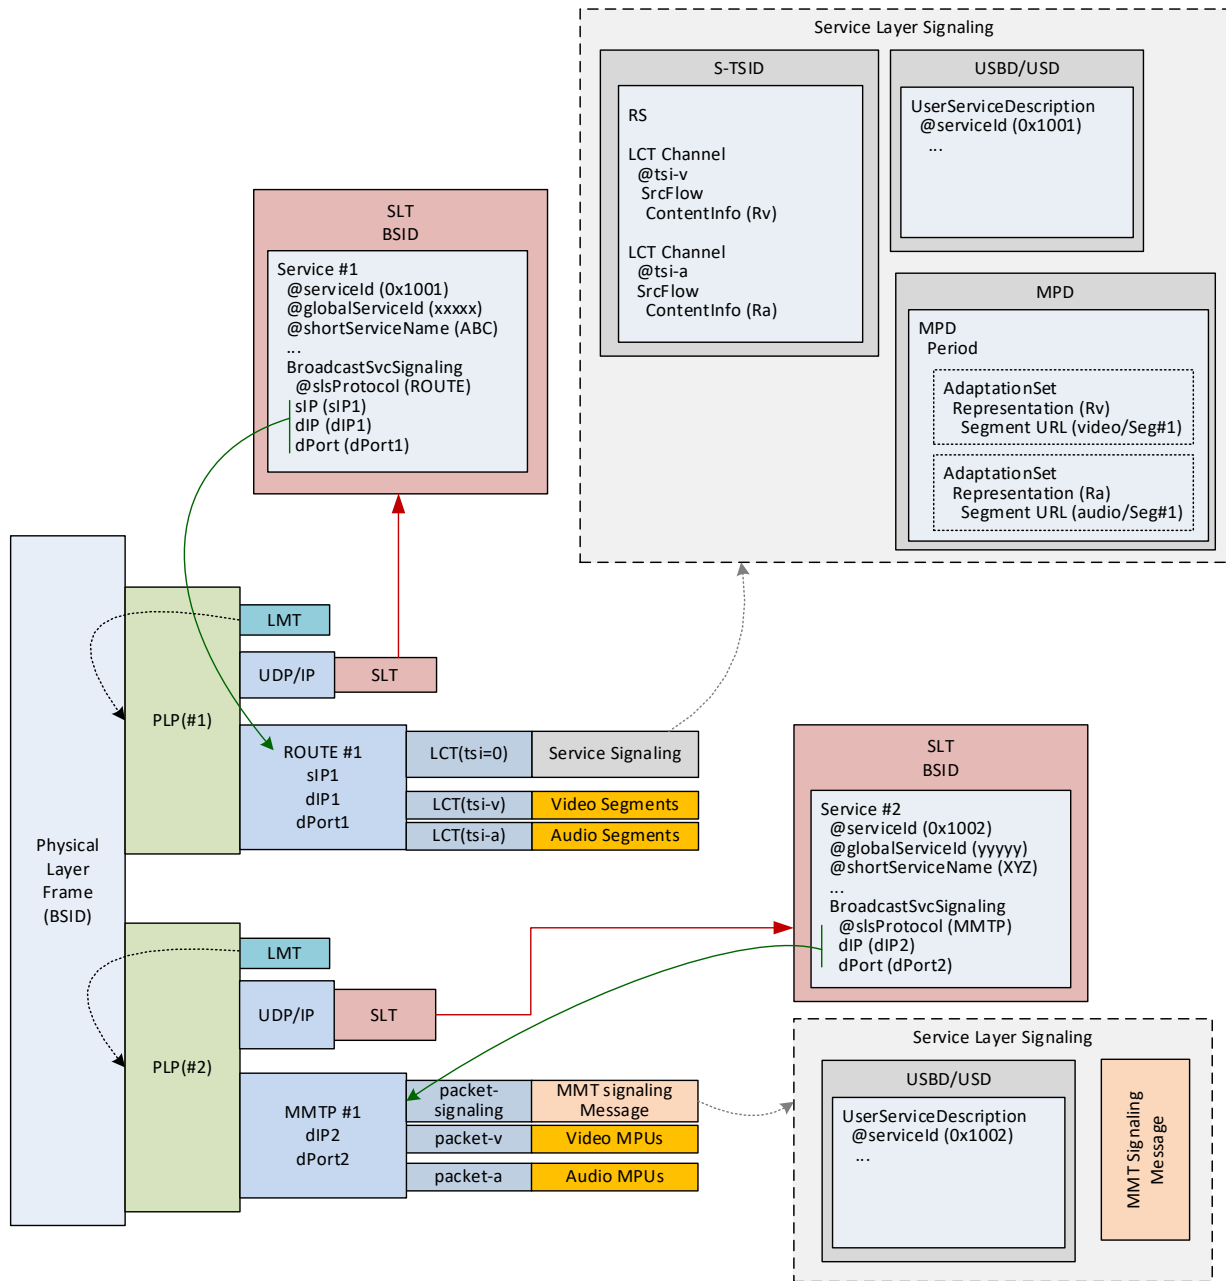 Service Layer Signaling
S-TSID
RS
LCT Channel
@tsi-v
SrcFlow
ContentInfo (Rv)
LCT Channel
@tsi-a
SrcFlow
ContentInfo (Ra)
USBD/USD
UserServiceDescription
@serviceId (0x1001)
...
MPD
MPD
Period
AdaptationSet
Representation (Rv)
Segment URL (video/Seg#1)
AdaptationSet
Representation (Ra)
Segment URL (audio/Seg#1)
SLT
BSID
Service #1
@serviceId (0x1001)
@globalServiceId (xxxxx)
@shortServiceName (ABC)
...
BroadcastSvcSignaling
@slsProtocol (ROUTE)
sIP (sIP1)
dIP (dIP1)
dPort (dPort1)
Physical
Layer
Frame
(BSID)
PLP(#1)
LMT
UDP/IP
SLT
ROUTE #1
sIP1
dIP1
dPort1
LCT(tsi=0)
Service Signaling
LCT(tsi-v)
Video Segments
LCT(tsi-a)
Audio Segments
SLT
BSID
Service #2
@serviceId (0x1002)
@globalServiceId (yyyyy)
@shortServiceName (XYZ)
...
BroadcastSvcSignaling
@slsProtocol (MMTP)
dIP (dIP2)
dPort (dPort2)
PLP(#2)
LMT
UDP/IP
SLT
MMTP #1
dIP2
dPort2
packet-
signaling
MMT signaling
Message
packet-v
Video MPUs
packet-a
Audio MPUs
Service Layer Signaling
USBD/USD
UserServiceDescription
@serviceId (0x1002)
...
MMT Signaling
Message